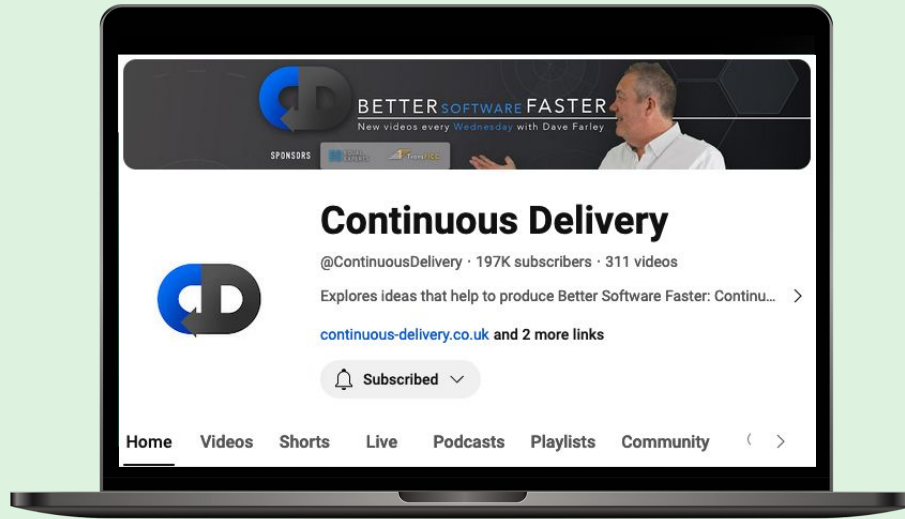 CD
BETTER SOFTWARE FASTER
New videos every Wednesday with Dave Farley
SPONSORS
Continuous Delivery
@ContinuousDelivery · 197K subscribers · 311 videos
Explores ideas that help to produce Better Software Faster: Continu...
continuous-delivery.co.uk and 2 more links
CD
Subscribed
Home Videos Shorts Live Podcasts Playlists Community